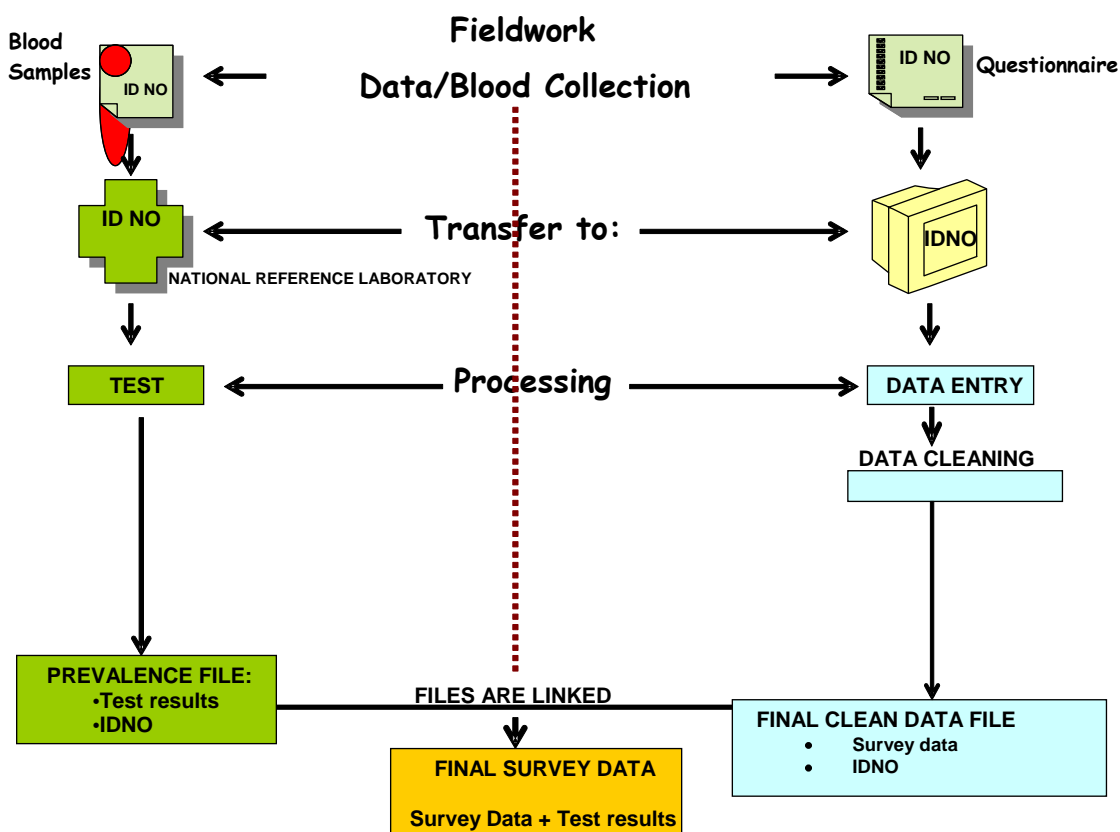 Fieldwork
Data/Blood Collection
Blood
Samples
ID NO
ID NO
Questionnaire
ID NO
Transfer to:
IDNO
NATIONAL REFERENCE LABORATORY
TEST
Processing
DATA ENTRY
DATA CLEANING
PREVALENCE FILE:
•Test results
•IDNO
FILES ARE LINKED
FINAL CLEAN DATA FILE
• Survey data
• IDNO
FINAL SURVEY DATA
Survey Data + Test results